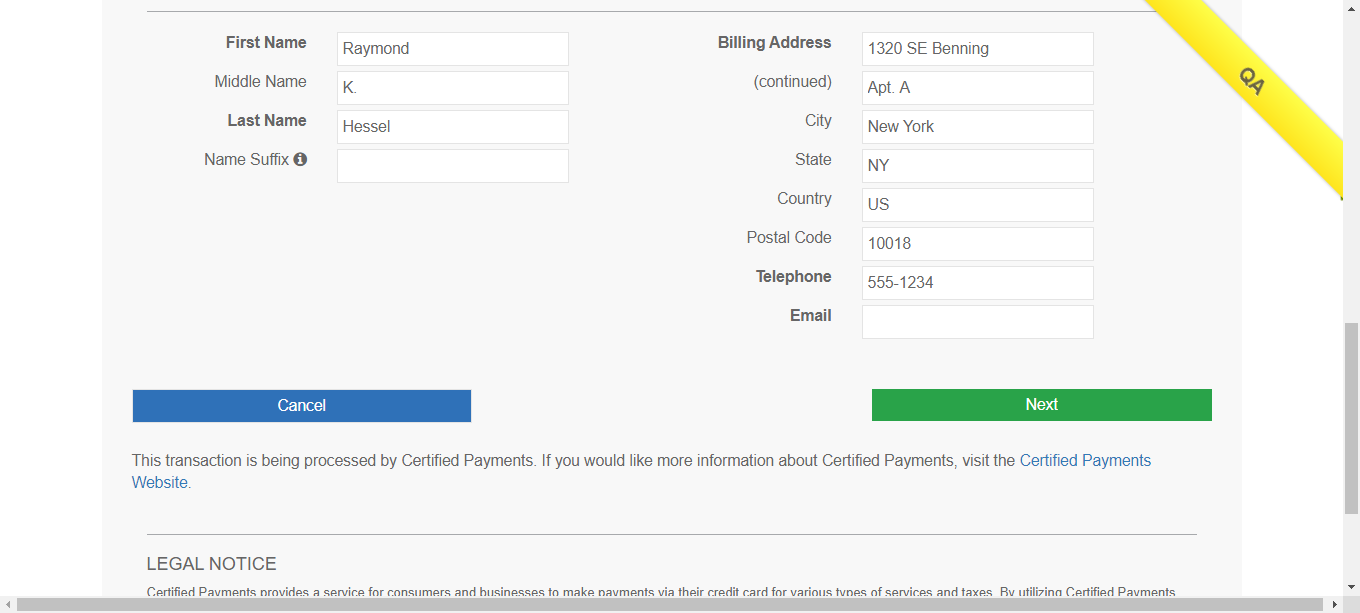 First Name
Raymond
Middle Name
K.
Last Name
Hessel
Name Suffix
Billing Address
1320 SE Benning
(continued)
Apt. A
City
New York
State
NY
Country
US
Postal Code
10018
Telephone
555-1234
Email
QA
Cancel
Next
This transaction is being processed by Certified Payments. If you would like more information about Certified Payments, visit the Certified Payments
Website.
LEGAL NOTICE
Certified Payments provides a service for consumers and businesses to make payments via their credit card for various types of services and taxes. By utilizing Certified Payments